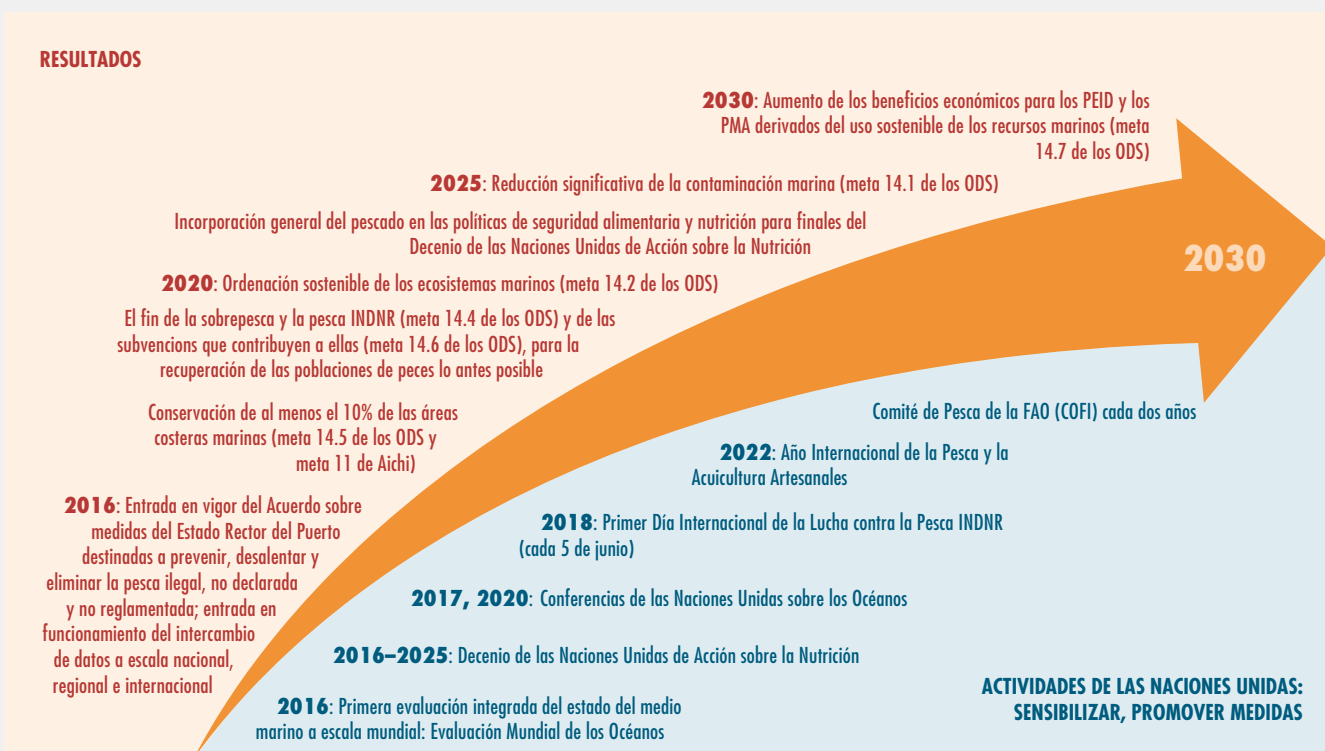 RESULTADOS
2030: Aumento de los beneficios económicos para los PEID y los
PMA derivados del uso sostenible de los recursos marinos (meta
14.7 de los ODS)
2025: Reducción significativa de la contaminación marina (meta 14.1 de los ODS)
Incorporación general del pescado en las políticas de seguridad alimentaria y nutrición para finales del
Decenio de las Naciones Unidas de Acción sobre la Nutrición
2020: Ordenación sostenible de los ecosistemas marinos (meta 14.2 de los ODS)
El fin de la sobrepesca y la pesca INDNR (meta 14.4 de los ODS) y de las
subvencions que contribuyen a ellas (meta 14.6 de los ODS), para la
recuperación de las poblaciones de peces lo antes posible
Conservación de al menos el 10% de las áreas
costeras marinas (meta 14.5 de los ODS y
meta 11 de Aichi)
2016: Entrada en vigor del Acuerdo sobre
medidas del Estado Rector del Puerto
destinadas a prevenir, desalentar y
eliminar la pesca ilegal, no declarada
y no reglamentada; entrada en
funcionamiento del intercambio
de datos a escala nacional,
regional e internacional
2030
Comité de Pesca de la FAO (COFI) cada dos años
2022: Año Internacional de la Pesca y la
Acuicultura Artesanales
2018: Primer Día Internacional de la Lucha contra la Pesca INDNR
(cada 5 de junio)
2017, 2020: Conferencias de las Naciones Unidas sobre los Océanos
2016–2025: Decenio de las Naciones Unidas de Acción sobre la Nutrición
2016: Primera evaluación integrada del estado del medio
marino a escala mundial: Evaluación Mundial de los Océanos
ACTIVIDADES DE LAS NACIONES UNIDAS:
SENSIBILIZAR, PROMOVER MEDIDAS